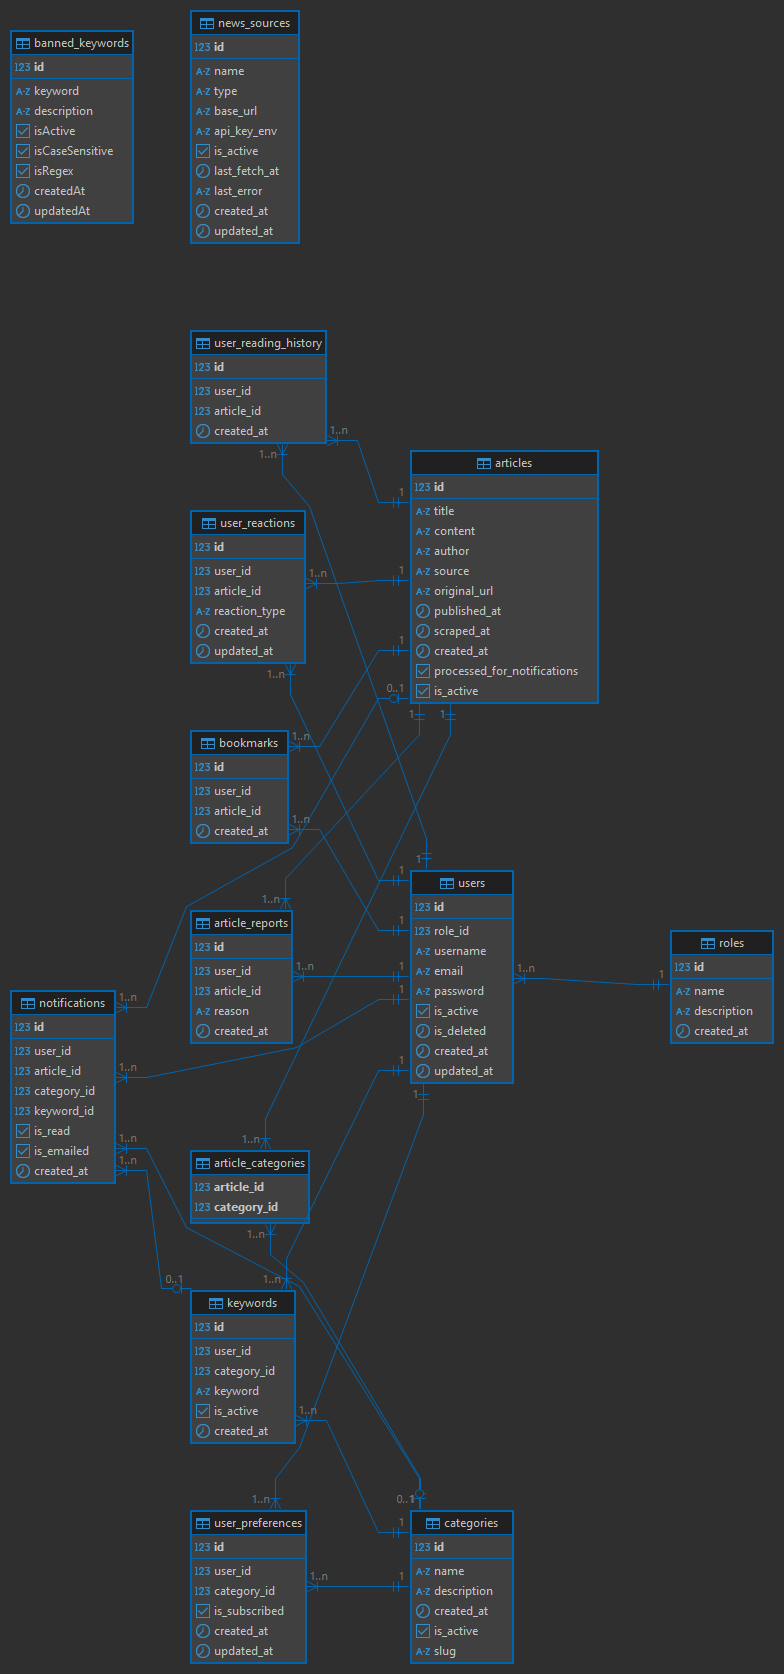 banned_keywords
123 id
A-Z keyword
A-Z description
isActive
isCaseSensitive
isRegex
createdAt
updatedAt
news_sources
123 id
A-Z name
A-Z type
A-Z base_url
A-Z api_key_env
is_active
last_fetch_at
A-Z last_error
created_at
updated_at
user_reading_history
123 id
123 user_id
123 article_id
created_at
1..n
1..n
1
articles
123 id
A-Z title
A-Z content
A-Z author
A-Z source
A-Z original_url
published_at
scraped_at
created_at
processed_for_notifications
is_active
user_reactions
123 id
123 user_id
123 article_id
A-Z reaction_type
created_at
updated_at
1..n
1
1..n
1
0..1
1
1
bookmarks
123 id
123 user_id
123 article_id
created_at
1..n
1..n
1
users
123 id
123 role_id
A-Z username
A-Z email
A-Z password
is_active
is_deleted
created_at
updated_at
1
1
1
1
1
1
1..n
1
roles
123 id
A-Z name
A-Z description
created_at
1..n
article_reports
123 id
123 user_id
123 article_id
A-Z reason
created_at
1..n
notifications
123 id
123 user_id
123 article_id
123 category_id
123 keyword_id
is_read
is_emailed
created_at
1..n
1..n
1..n
1..n
0..1
1..n
article_categories
123 article_id
123 category_id
1..n
1..n
keywords
123 id
123 user_id
123 category_id
A-Z keyword
is_active
created_at
1..n
1..n
user_preferences
123 id
123 user_id
123 category_id
is_subscribed
created_at
updated_at
1..n
0..1
1
1
categories
123 id
A-Z name
A-Z description
created_at
is_active
A-Z slug